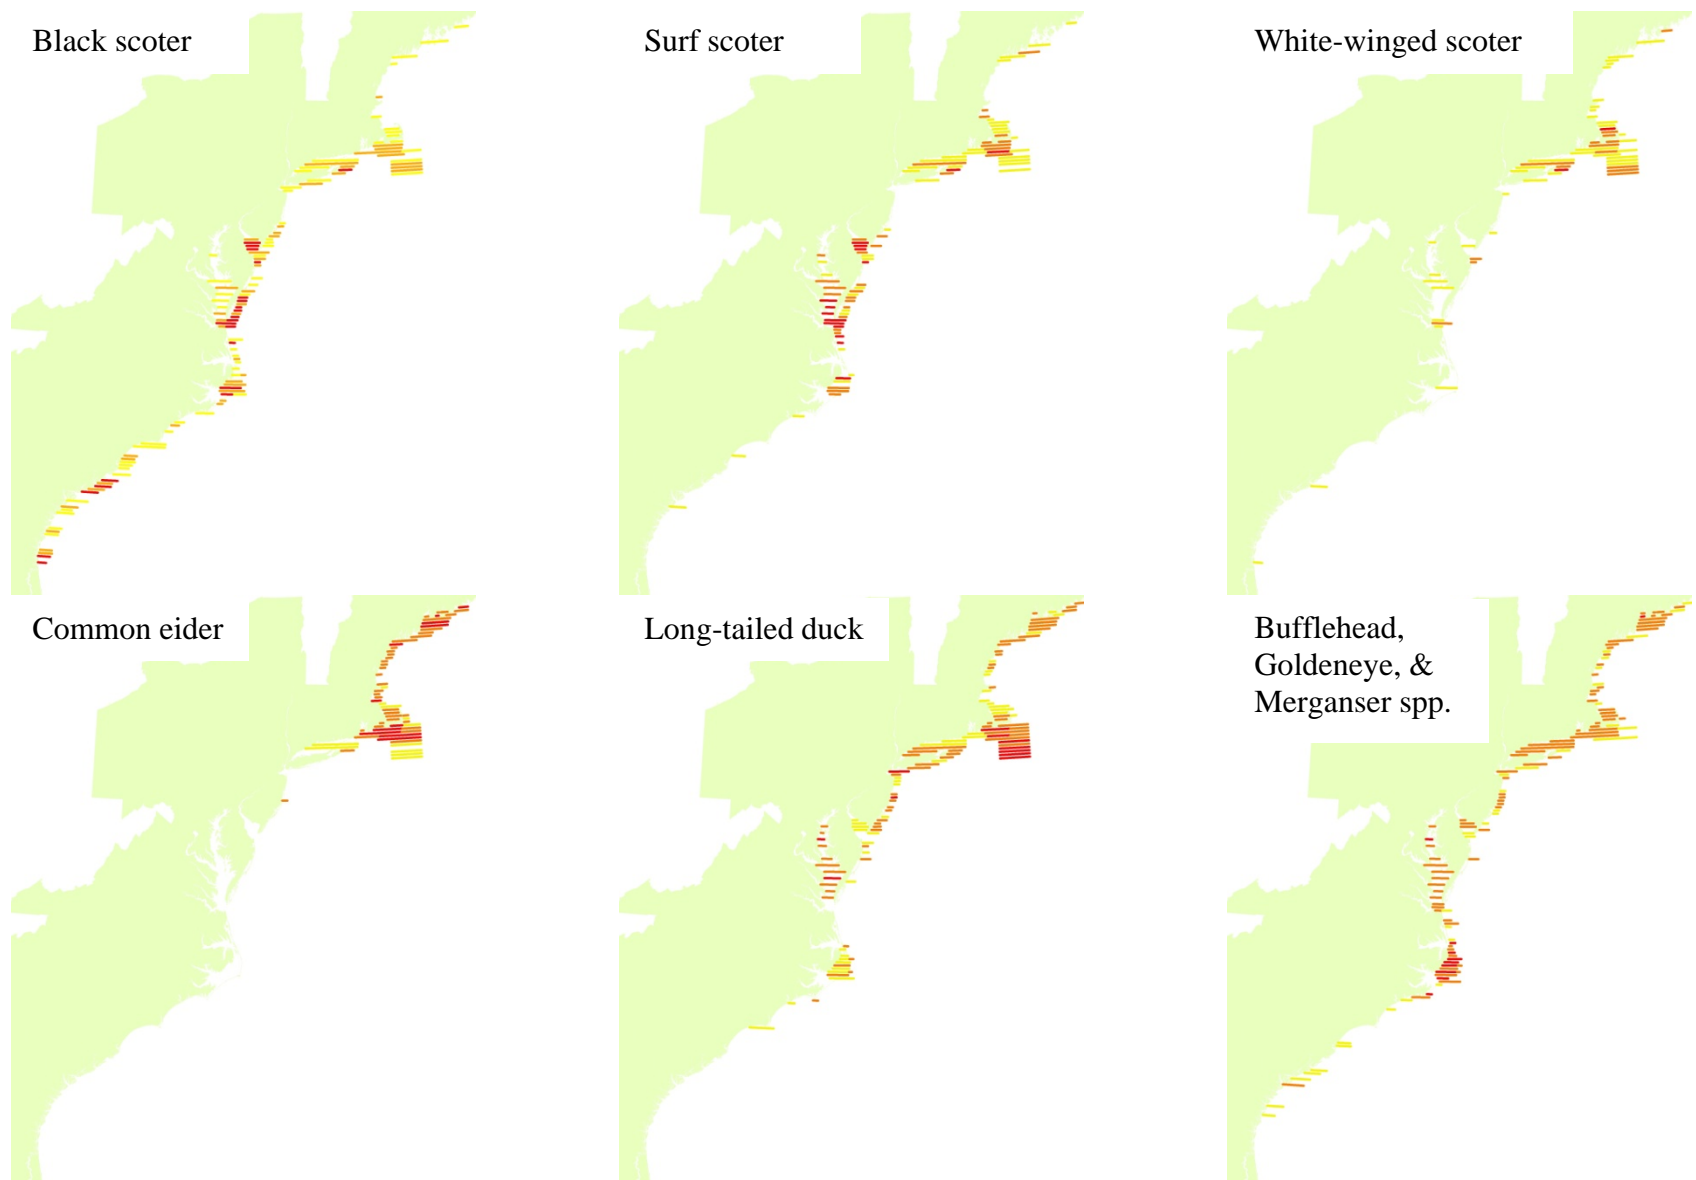 Black scoter
Surf scoter
White-winged scoter
Common eider
Long-tailed duck
Bufflehead,
Goldeneye, &
Merganser spp.